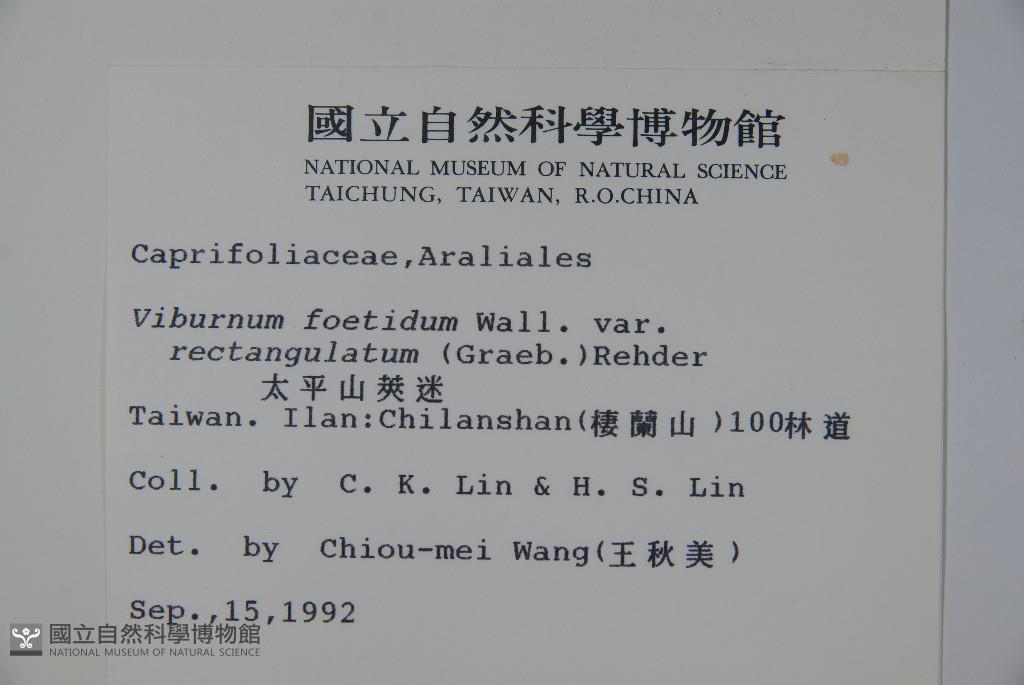 國立自然科學博物館
NATIONAL MUSEUM OF NATURAL SCIENCE
TAICHUNG, TAIWAN, R.O.CHINA
Caprifoliaceae,Araliales
Viburnum foetidum Wall. var.
rectangulatum (Graeb.)Rehder
太平山莢迷
Taiwan. Ilan:Chilanshan(棲蘭山)100林道
Coll. by C. K. Lin & H. S. Lin
Det. by Chiou-mei Wang(王秋美)
Sep.,15,1992
國立自然科學博物館
NATIONAL MUSEUM OF NATURAL SCIENCE